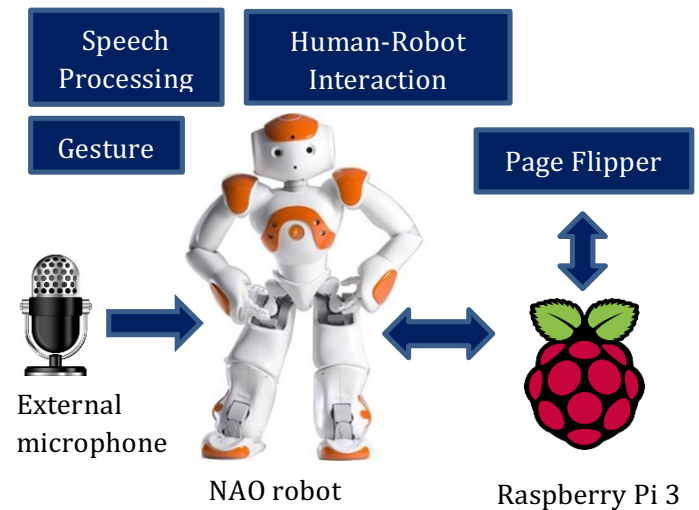 Speech
Processing
Human-Robot
Interaction
Gesture
Page Flipper
External
microphone
NAO robot
Raspberry Pi 3